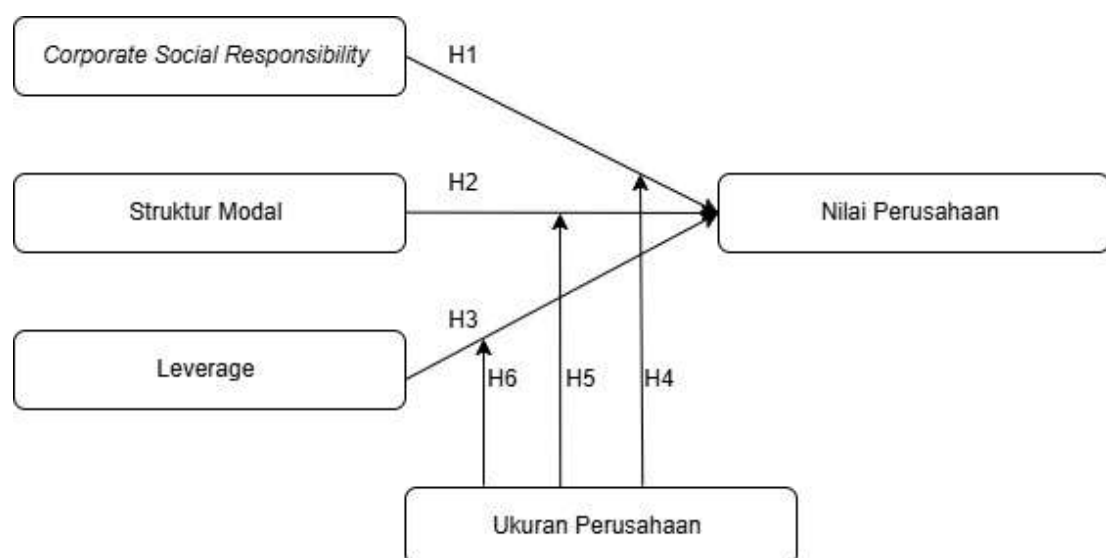 Corporate Social Responsibility
H1
Struktur Modal
H2
Nilai Perusahaan
H3
Leverage
H6
H5
H4
Ukuran Perusahaan